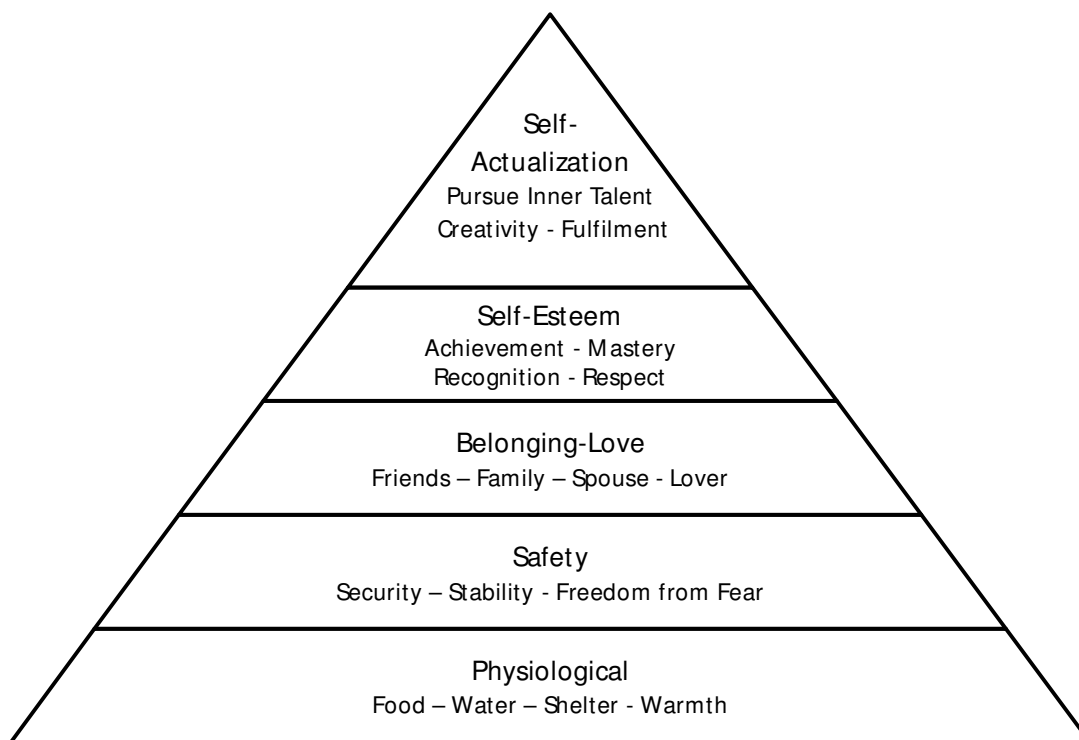 Self-
Actualization
Pursue Inner Talent
Creativity - Fulfilment
Self-Esteem
Achievement - Mastery
Recognition - Respect
Belonging-Love
Friends – Family – Spouse - Lover
Safety
Security – Stability - Freedom from Fear
Physiological
Food – Water – Shelter - Warmth